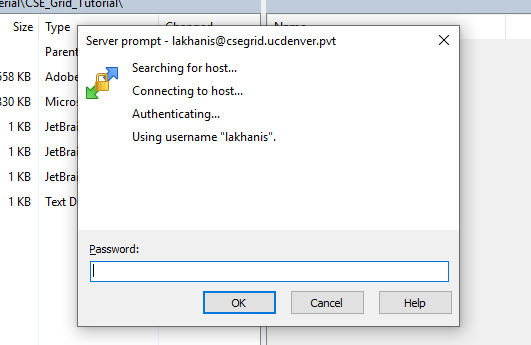 erial\CSE_Grid_Tutorial\
Size Type Changed Name
Parent
Server prompt - lakhanis@csegrid.ucdenver.pvt
Searching for host...
Connecting to host...
Authenticating...
Using username "lakhanis".
558 KB Adobe
330 KB Micros
1 KB JetBrai
1 KB JetBrai
1 KB JetBrai
1 KB Text D
Password:
OK Cancel Help